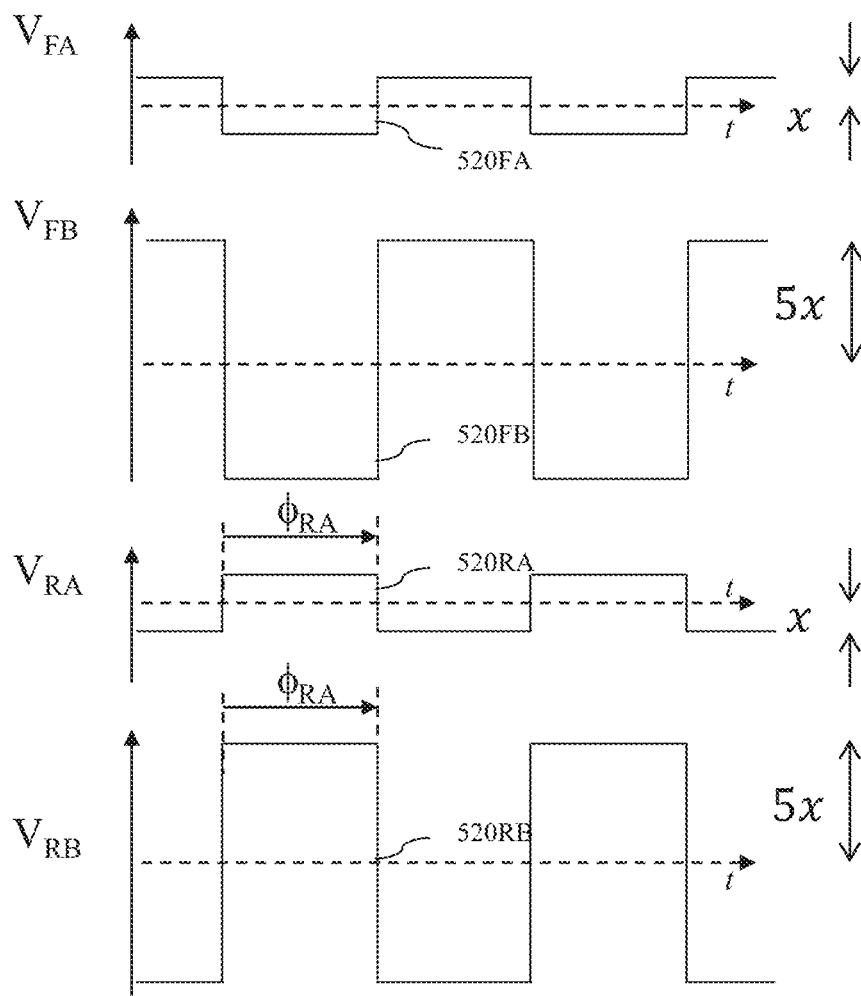 V_FA
x
t
520FA
V_FB
5x
t
520FB
ϕ_RA
V_RA
520RA
t
x
ϕ_RA
V_RB
5x
520RB
t